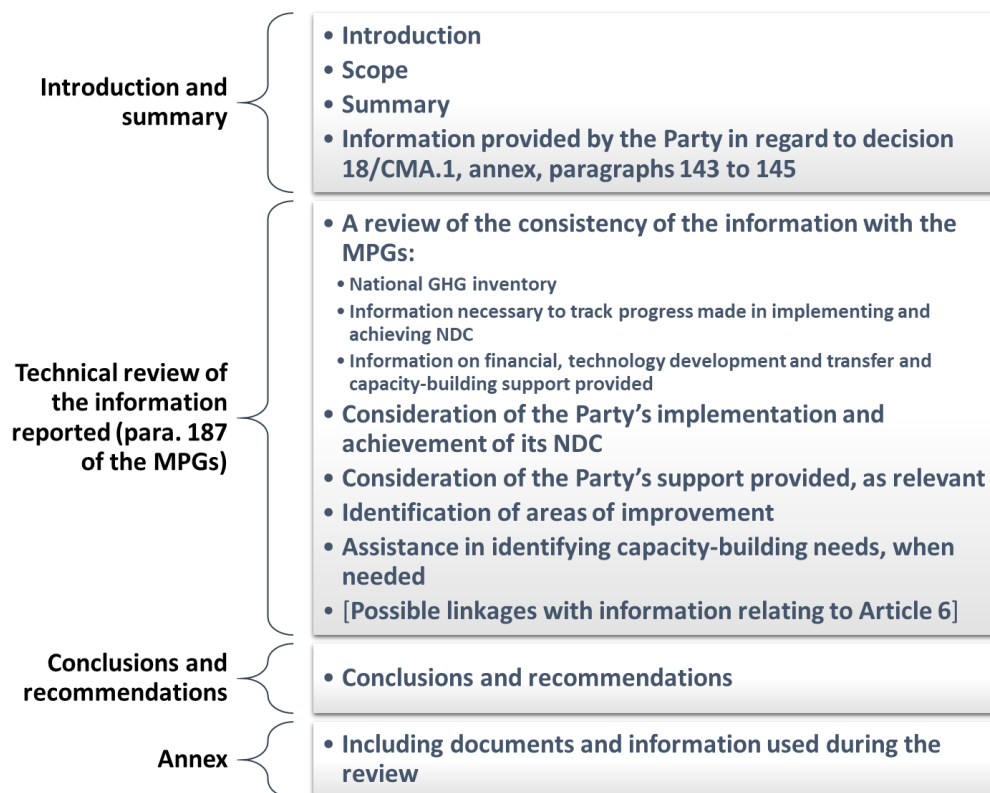 Introduction and
summary
• Introduction
• Scope
• Summary
• Information provided by the Party in regard to decision
18/CMA.1, annex, paragraphs 143 to 145
Technical review of
the information
reported (para. 187
of the MPGs)
• A review of the consistency of the information with the
MPGs:
• National GHG inventory
• Information necessary to track progress made in implementing and
achieving NDC
• Information on financial, technology development and transfer and
capacity-building support provided
• Consideration of the Party's implementation and
achievement of its NDC
• Consideration of the Party's support provided, as relevant
• Identification of areas of improvement
• Assistance in identifying capacity-building needs, when
needed
• [Possible linkages with information relating to Article 6]
Conclusions and
recommendations
• Conclusions and recommendations
Annex
• Including documents and information used during the
review